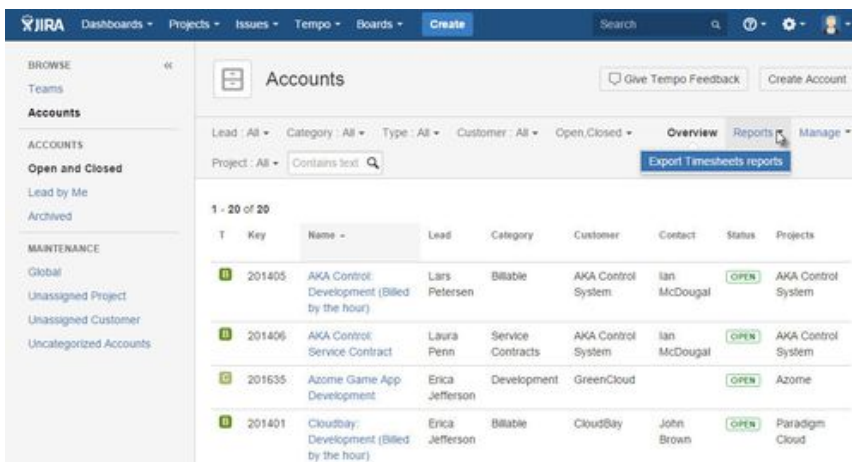 JIRA Dashboards Projects Issues Tempo Boards Create Search
BROWSE
Teams
Accounts
ACCOUNTS
Open and Closed
Lead by Me
Archived
MAINTENANCE
Global
Unassigned Project
Unassigned Customer
Uncategorized Accounts
Accounts Give Tempo Feedback Create Account
Lead : All Category : All Type : All Customer : All Open,Closed Overview Reports Manage
Project : All Contains text Export Timesheets reports
1 - 20 of 20
T Key Name Lead Category Customer Contact Status Projects
B 201405 AKA Control: Lars Billable AKA Control Ian OPEN AKA Control
Development (Billed Petersen System McDougal System
by the hour)
B 201406 AKA Control: Laura Service AKA Control Ian OPEN AKA Control
Service Contract Penn Contracts System McDougal System
201635 Azome Game App Erica Development GreenCloud OPEN Azome
Development Jefferson
B 201401 Cloudbay: Erica Billable CloudBay John OPEN Paradigm
Development (Billed Jefferson Brown Cloud
by the hour)